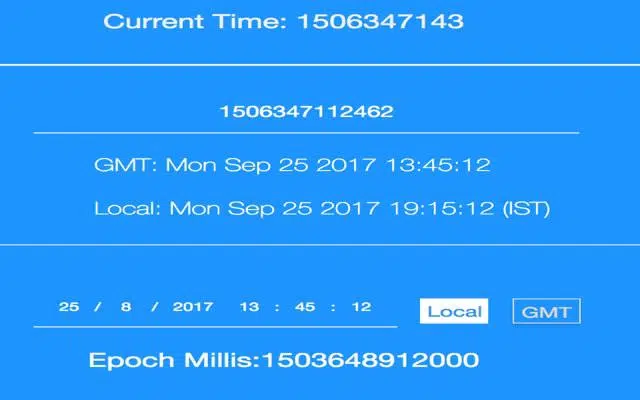 Current Time: 1506347143
1506347112462
GMT: Mon Sep 25 2017 13:45:12
Local: Mon Sep 25 2017 19:15:12 (IST)
25 / 8 / 2017 13 : 45 : 12 Local GMT
Epoch Millis:1503648912000